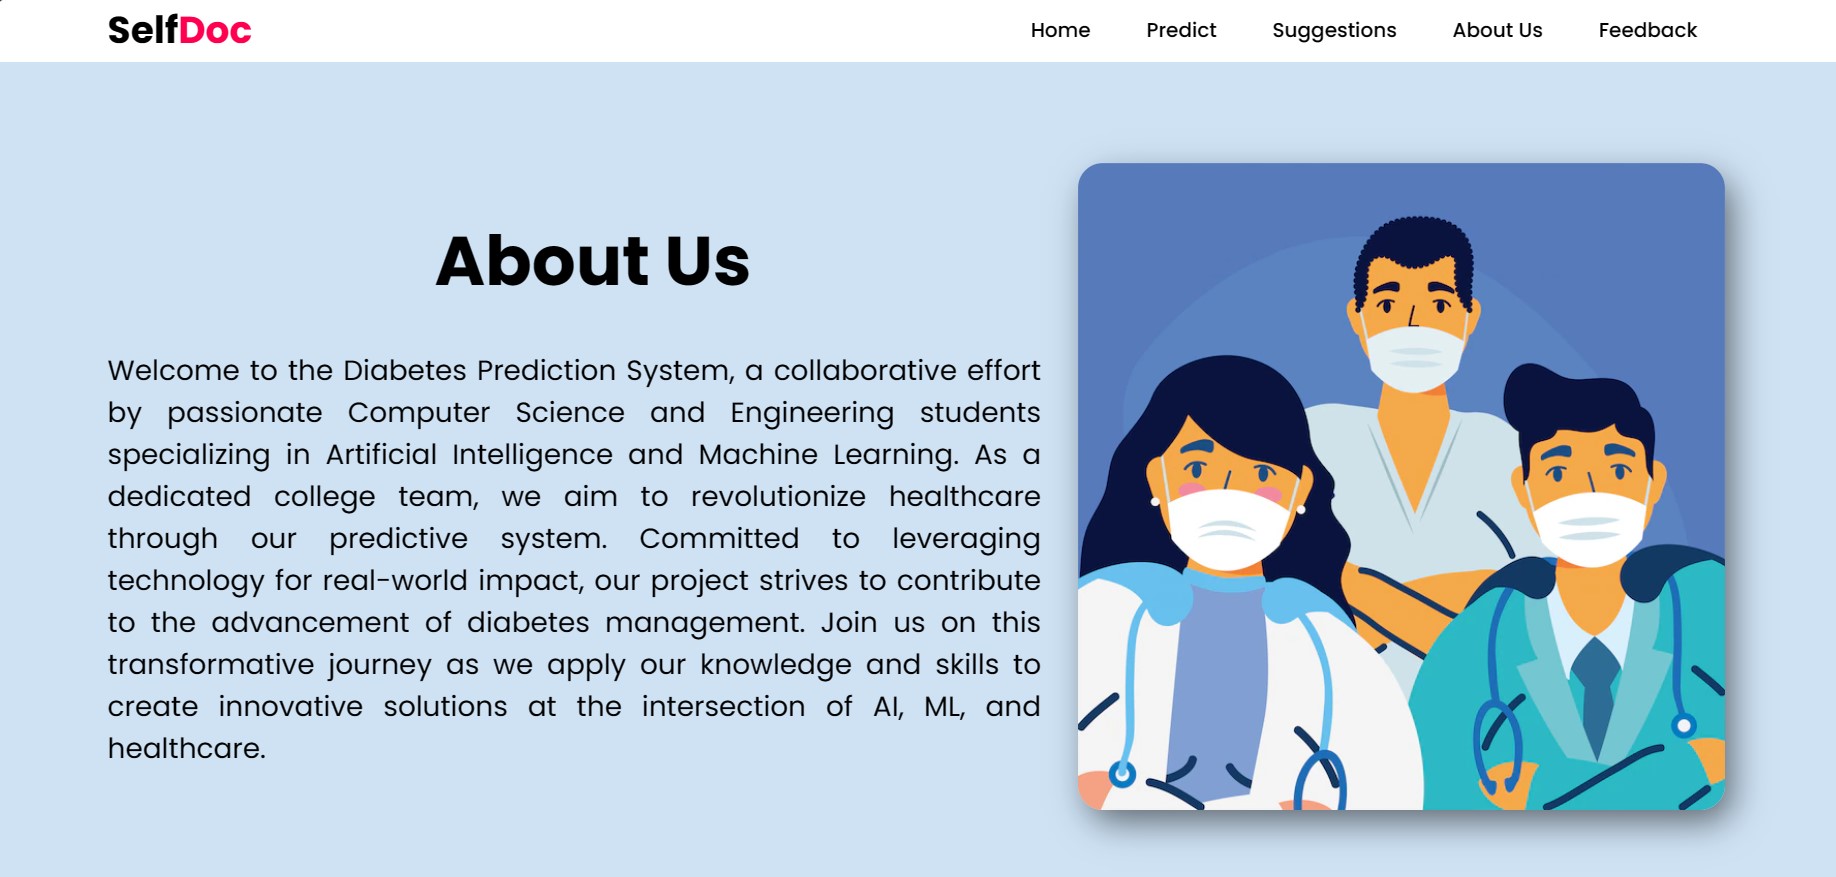 SelfDoc
Home Predict Suggestions About Us Feedback
About Us
Welcome to the Diabetes Prediction System, a collaborative effort
by passionate Computer Science and Engineering students
specializing in Artificial Intelligence and Machine Learning. As a
dedicated college team, we aim to revolutionize healthcare
through our predictive system. Committed to leveraging
technology for real-world impact, our project strives to contribute
to the advancement of diabetes management. Join us on this
transformative journey as we apply our knowledge and skills to
create innovative solutions at the intersection of AI, ML, and
healthcare.